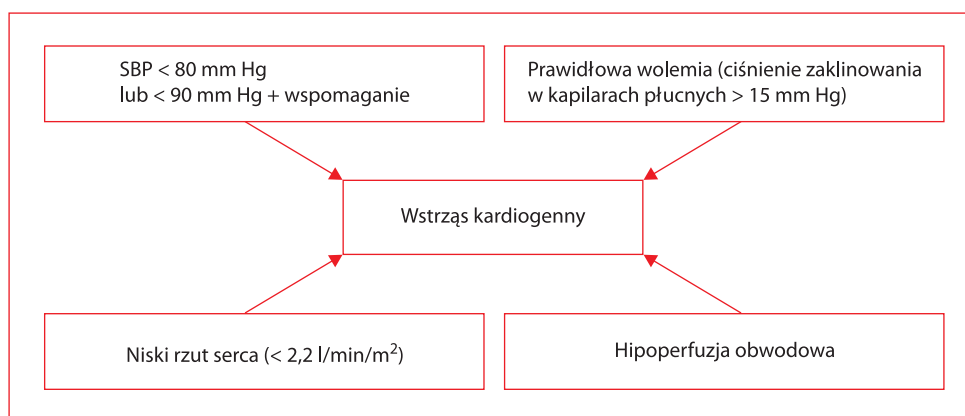 SBP < 80 mm Hg
lub < 90 mm Hg + wspomaganie
Prawidłowa wolemia (ciśnienie zaklinowania
w kapilarach płucnych > 15 mm Hg)
Wstrząs kardiogenny
Niski rzut serca (< 2,2 l/min/m²)
Hipoperfuzja obwodowa